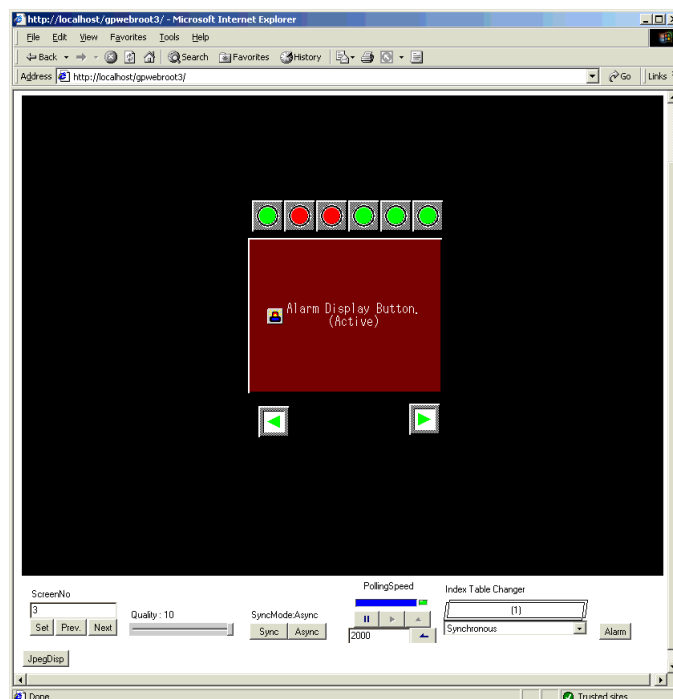 http://localhost/gpwebroot3/ - Microsoft Internet Explorer
File Edit View Favorites Tools Help
Back Search Favorites History
Address http://localhost/gpwebroot3/ Go Links
Alarm Display Button.
(Active)
ScreenNo
3
Set Prev. Next
Quality : 10
SyncMode:Async
Sync Async
PollingSpeed
2000
Index Table Changer
(1)
Synchronous
Alarm
JpegDisp
Done Trusted sites